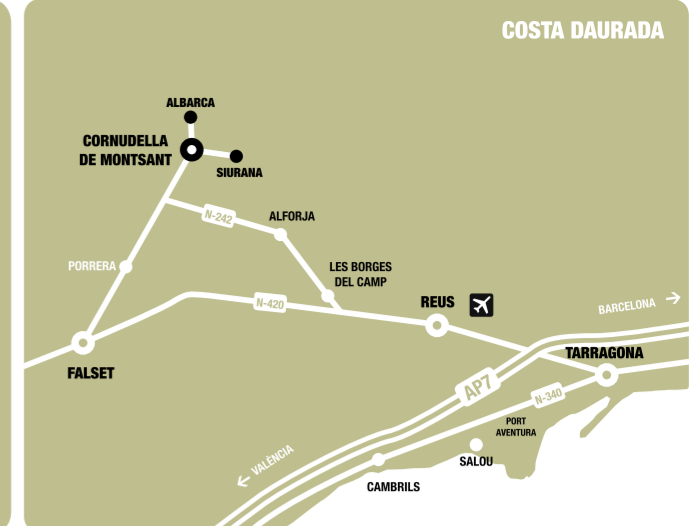 COSTA DAURADA
ALBARCA
CORNUDELLA
DE MONTSANT
SIURANA
N-242
ALFORJA
PORRERA
LES BORGES
DEL CAMP
N-420
REUS
BARCELONA
TARRAGONA
FALSET
AP7
N-340
PORT
AVENTURA
VALÈNCIA
SALOU
CAMBRILS